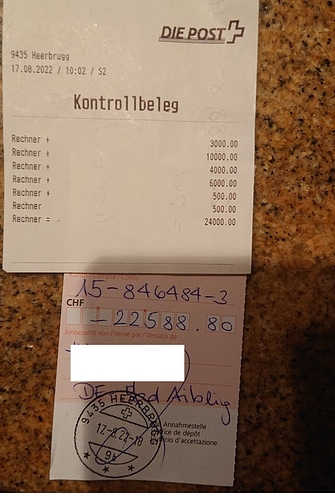 DIE POST
9435 Heerbrugg
17.08.2022 / 10:02 / S2
Kontrollbeleg
Rechner + 3000.00
Rechner + 10000.00
Rechner + 4000.00
Rechner + 6000.00
Rechner + 500.00
Rechner 500.00
Rechner = 24000.00
15-846484-3
CHF
22588.80
Einbezahlt von / Versé par / Versato da
DE- Bad Aibling
9435 HEERBRUGG
17.-8.22-18
9a
Annahmestelle
Office de dépôt
Ufficio d'accettazione